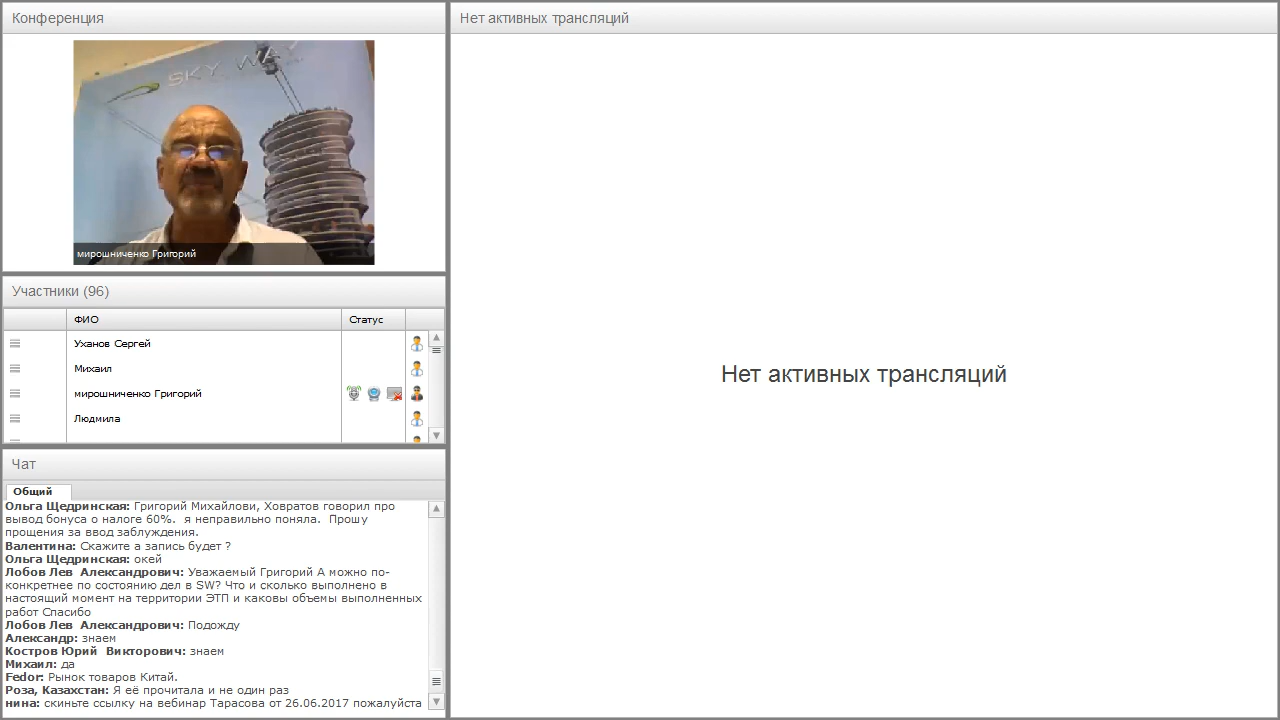 Конференция
SKY WAY
мирошниченко Григорий
Участники (96)
ФИО
Статус
Уханов Сергей
Михаил
мирошниченко Григорий
Людмила
Чат
Общий
Ольга Щедринская: Григорий Михайлови, Ховратов говорил про
вывод бонуса о налоге 60%. я неправильно поняла. Прошу
прощения за ввод заблуждения.
Валентина: Скажите а запись будет ?
Ольга Щедринская: окей
Лобов Лев Александрович: Уважаемый Григорий А можно по-
конкретнее по состоянию дел в SW? Что и сколько выполнено в
настоящий момент на территории ЭТП и каковы объемы выполненных
работ Спасибо
Лобов Лев Александрович: Подожду
Александр: знаем
Костров Юрий Викторович: знаем
Михаил: да
Fedor: Рынок товаров Китай.
Роза, Казахстан: Я её прочитала и не один раз
нина: скиньте ссылку на вебинар Тарасова от 26.06.2017 пожалуйста
Нет активных трансляций
Нет активных трансляций